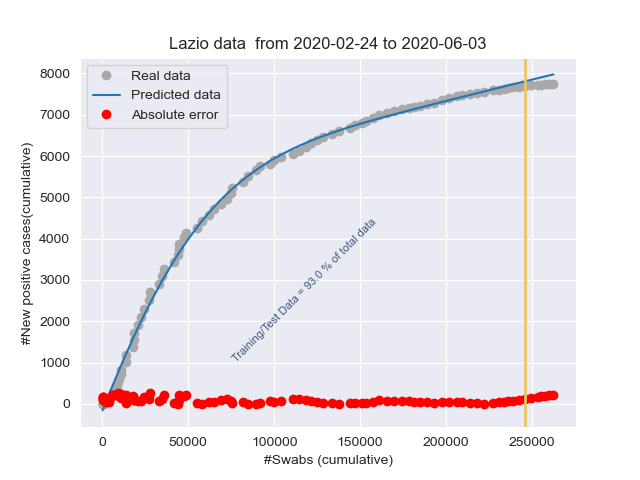 Lazio data from 2020-02-24 to 2020-06-03
Real data
Predicted data
Absolute error
8000
7000
6000
5000
4000
3000
2000
1000
0
#New positive cases(cumulative)
Training/Test Data = 93.0 % of total data
0
50000
100000
150000
200000
250000
#Swabs (cumulative)